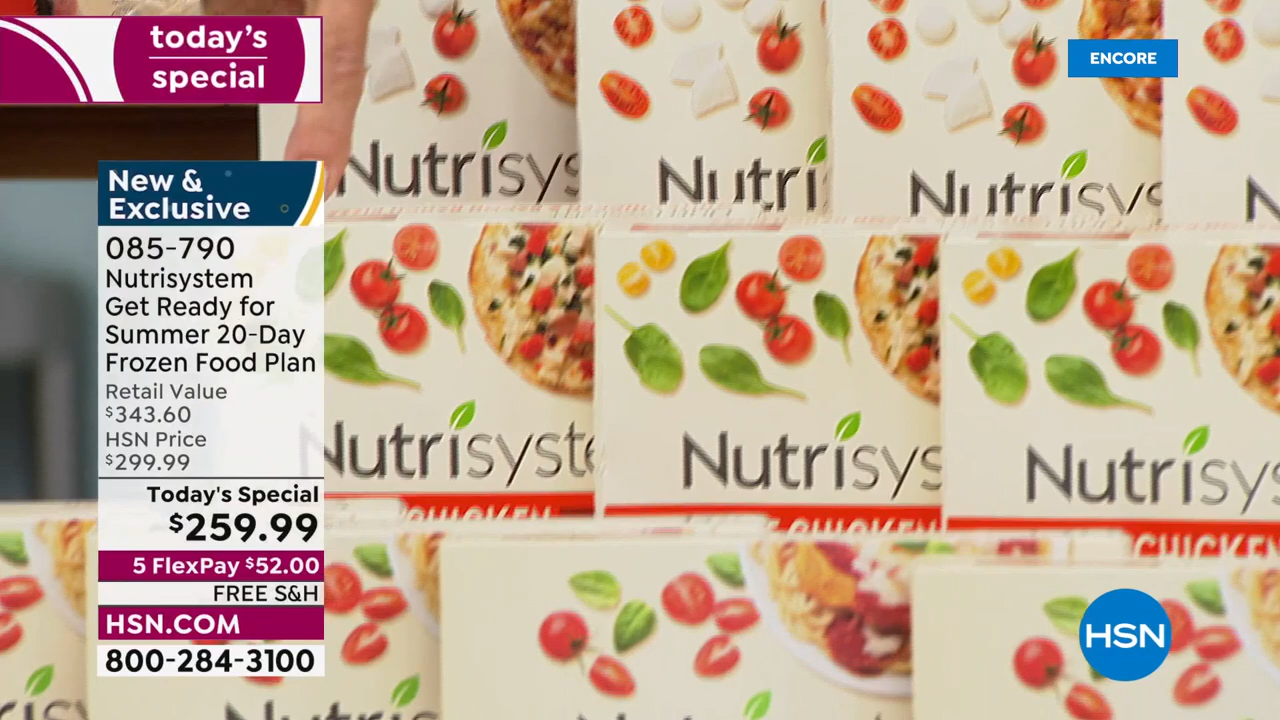 today's
special
ENCORE
New &
Exclusive
085-790
Nutrisystem
Get Ready for
Summer 20-Day
Frozen Food Plan
Retail Value
$343.60
HSN Price
$299.99
Today's Special
$259.99
5 FlexPay $52.00
FREE S&H
HSN.COM
800-284-3100
Nutrisys
Nutri
Nutrisys
N
Nutrisyste
Nutrisys
Nutrisys
CHICKEN
CHICKEN
CHICKEN
HSN